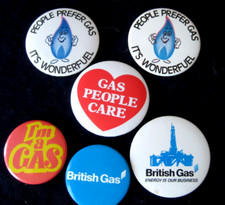 PEOPLE PREFER GAS
IT'S WONDERFUEL
PEOPLE PREFER GAS
IT'S WONDERFUEL
GAS
PEOPLE
CARE
I'm
a
GAS
British Gas
British Gas
ENERGY IS OUR BUSINESS